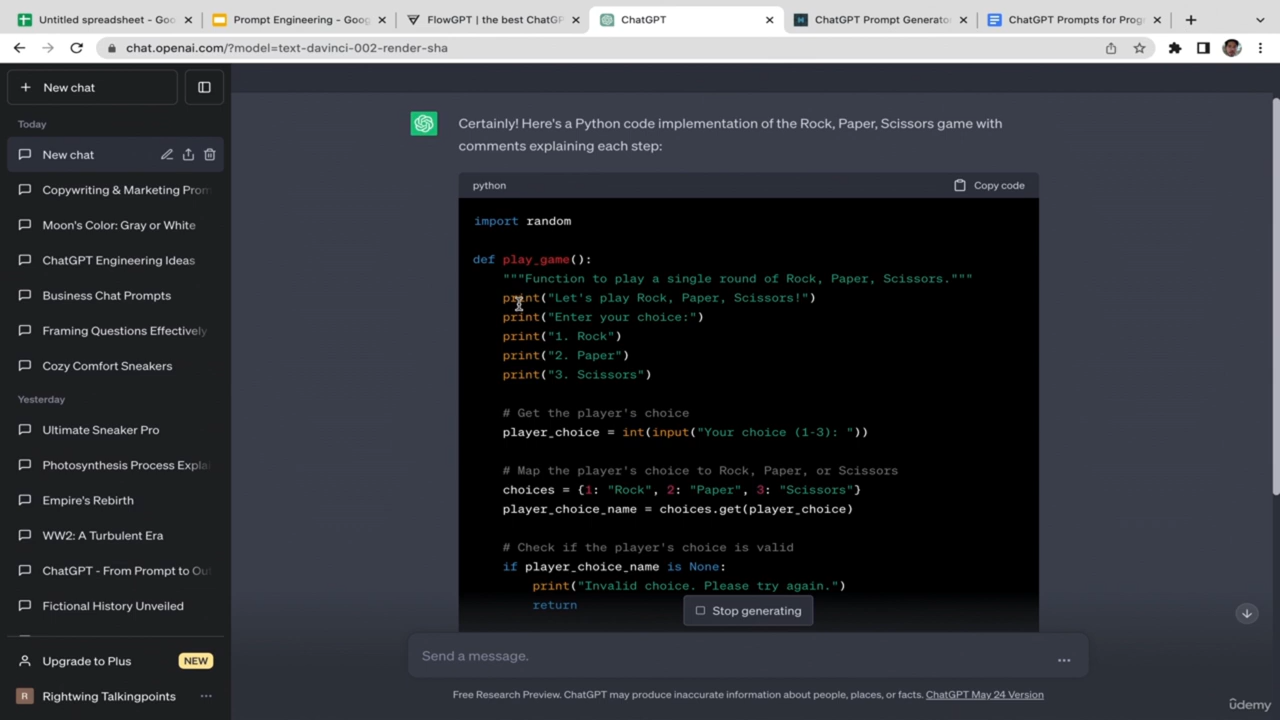 Untitled spreadsheet - Goo
Prompt Engineering - Goog
FlowGPT | the best ChatGP
ChatGPT
ChatGPT Prompt Generato
ChatGPT Prompts for Prog
chat.openai.com/?model=text-davinci-002-render-sha
New chat
Today
New chat
Copywriting & Marketing Prom
Moon's Color: Gray or White
ChatGPT Engineering Ideas
Business Chat Prompts
Framing Questions Effectively
Cozy Comfort Sneakers
Yesterday
Ultimate Sneaker Pro
Photosynthesis Process Expla
Empire's Rebirth
WW2: A Turbulent Era
ChatGPT - From Prompt to Ou
Fictional History Unveiled
Upgrade to Plus NEW
R Rightwing Talkingpoints
Certainly! Here's a Python code implementation of the Rock, Paper, Scissors game with
comments explaining each step:
python Copy code
import random
def play_game():
"""Function to play a single round of Rock, Paper, Scissors."""
print("Let's play Rock, Paper, Scissors!")
print("Enter your choice:")
print("1. Rock")
print("2. Paper")
print("3. Scissors")
# Get the player's choice
player_choice = int(input("Your choice (1-3): "))
# Map the player's choice to Rock, Paper, or Scissors
choices = {1: "Rock", 2: "Paper", 3: "Scissors"}
player_choice_name = choices.get(player_choice)
# Check if the player's choice is valid
if player_choice_name is None:
print("Invalid choice. Please try again.")
return
Stop generating
Send a message.
Free Research Preview. ChatGPT may produce inaccurate information about people, places, or facts. ChatGPT May 24 Version
ûdemy